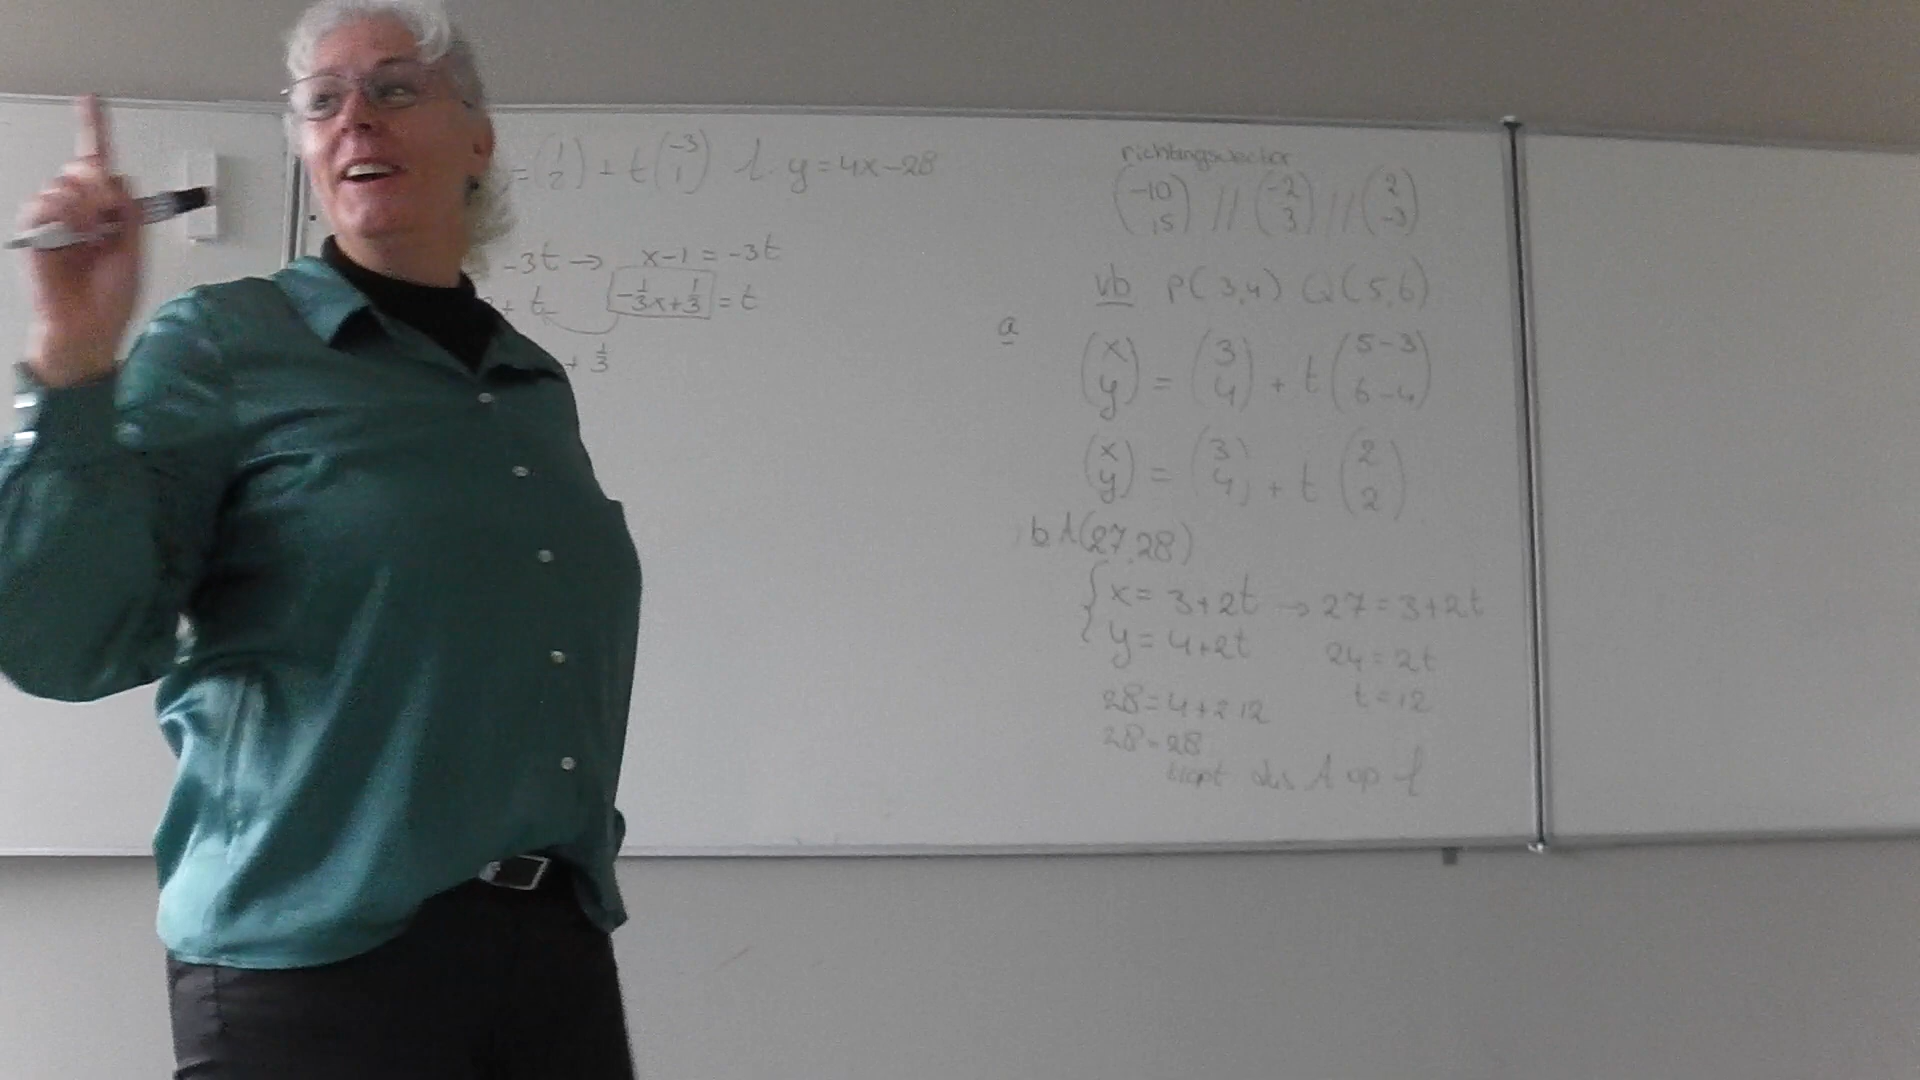 = (1 2) + t (-3 1) l: y = 4x - 28
-3t → x - 1 = -3t
+ t -1/3x + 1/3 = t
+ 1/3
richtingsvector
(-10 15) // (-2 3) // (2 -3)
vb P(3,4) Q(5,6)
a (x y) = (3 4) + t (5-3 6-4)
(x y) = (3 4) + t (2 2)
b A(27,28)
{ x = 3+2t → 27 = 3+2t
y = 4+2t 24 = 2t
28 = 4+2·12 t = 12
28 = 28
klopt dus A op l